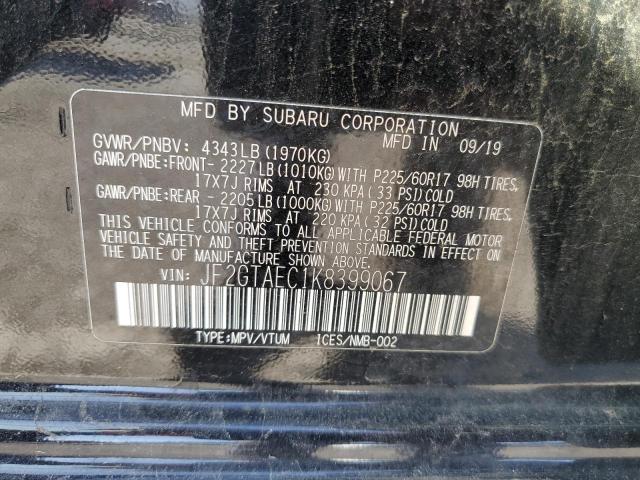 MFD BY SUBARU CORPORATION
GVWR/PNBV: 4343LB (1970KG) MFD IN 09/19
GAWR/PNBE:FRONT- 2227LB (1010KG) WITH P225/60R17 98H TIRES,
17X7J RIMS AT 230 KPA (33 PSI) COLD
GAWR/PNBE:REAR - 2205LB (1000KG) WITH P225/60R17 98H TIRES,
17X7J RIMS AT 220 KPA (32 PSI) COLD
THIS VEHICLE CONFORMS TO ALL APPLICABLE FEDERAL MOTOR
VEHICLE SAFETY AND THEFT PREVENTION STANDARDS IN EFFECT ON
THE DATE OF MANUFACTURE SHOWN ABOVE.
VIN: JF2GTAEC1K8399067
TYPE:MPV/VTUM 1CES/NMB-002